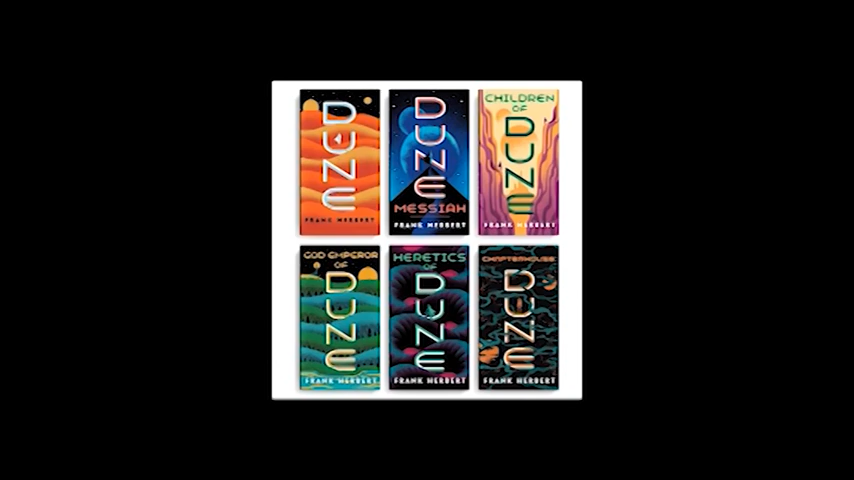 DUNE
FRANK HERBERT
DUNE
MESSIAH
FRANK HERBERT
CHILDREN
OF
DUNE
FRANK HERBERT
GOD EMPEROR
OF
DUNE
FRANK HERBERT
HERETICS
OF
DUNE
FRANK HERBERT
CHAPTERHOUSE:
DUNE
FRANK HERBERT